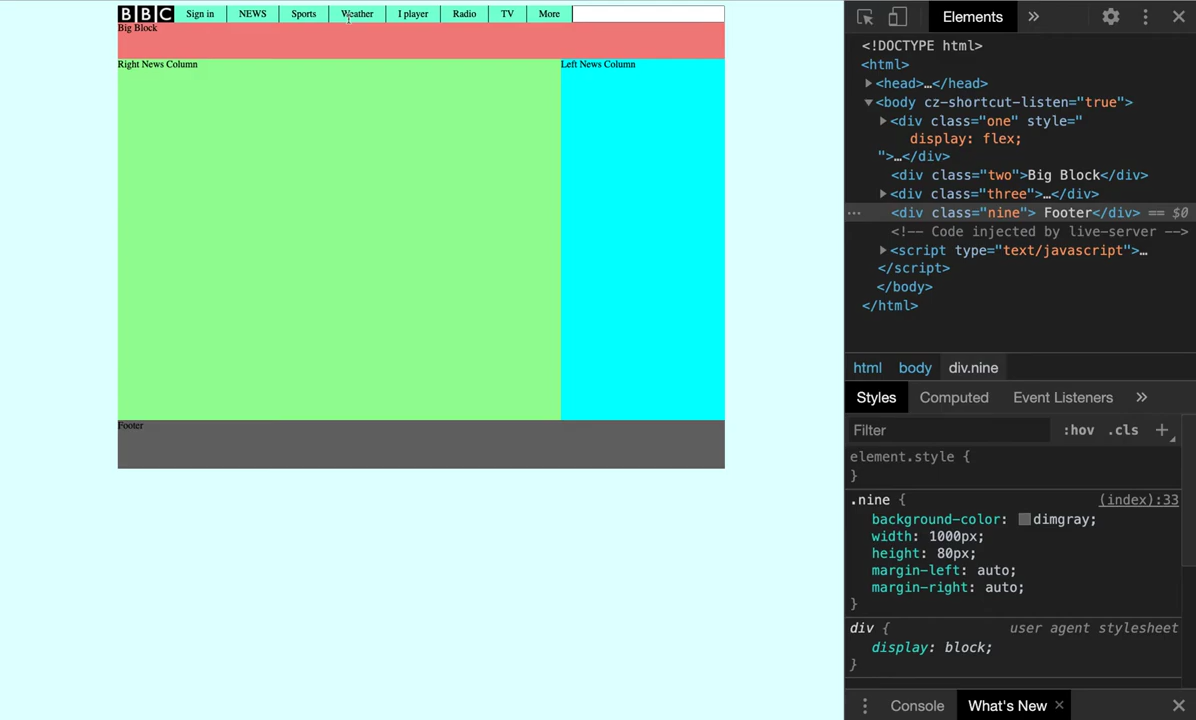 BBC Sign in NEWS Sports Weather I player Radio TV More
Big Block
Right News Column Left News Column
Footer
Elements »
<!DOCTYPE html>
<html>
<head>…</head>
<body cz-shortcut-listen="true">
<div class="one" style="
display: flex;
">…</div>
<div class="two">Big Block</div>
<div class="three">…</div>
… <div class="nine"> Footer</div> == $0
<!-- Code injected by live-server -->
<script type="text/javascript">…
</script>
</body>
</html>
html body div.nine
Styles Computed Event Listeners »
Filter :hov .cls +
element.style {
}
.nine { (index):33
background-color: dimgray;
width: 1000px;
height: 80px;
margin-left: auto;
margin-right: auto;
}
div { user agent stylesheet
display: block;
}
Console What's New ×